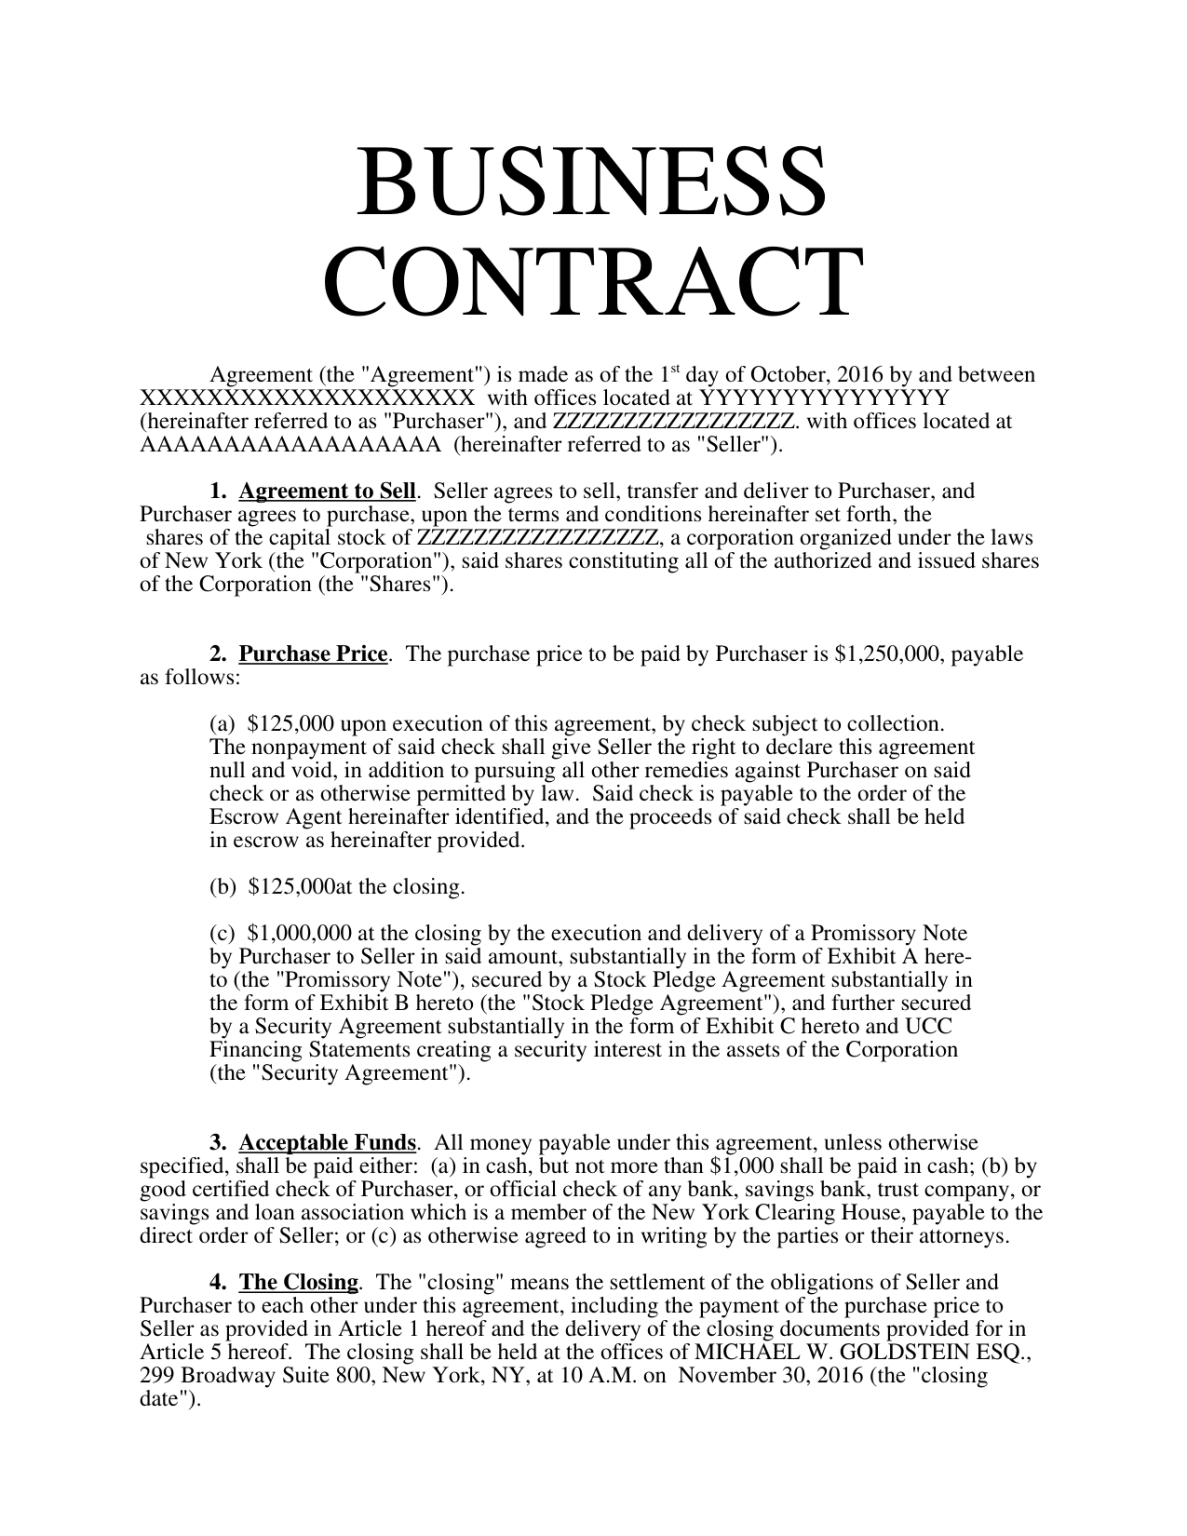 BUSINESS
CONTRACT
Agreement (the "Agreement") is made as of the 1st day of October, 2016 by and between
XXXXXXXXXXXXXXXXXXXX with offices located at YYYYYYYYYYYYYYY
(hereinafter referred to as "Purchaser"), and ZZZZZZZZZZZZZZZZZ. with offices located at
AAAAAAAAAAAAAAAAAA (hereinafter referred to as "Seller").
1. Agreement to Sell. Seller agrees to sell, transfer and deliver to Purchaser, and
Purchaser agrees to purchase, upon the terms and conditions hereinafter set forth, the
shares of the capital stock of ZZZZZZZZZZZZZZZZZ, a corporation organized under the laws
of New York (the "Corporation"), said shares constituting all of the authorized and issued shares
of the Corporation (the "Shares").
2. Purchase Price. The purchase price to be paid by Purchaser is $1,250,000, payable
as follows:
(a) $125,000 upon execution of this agreement, by check subject to collection.
The nonpayment of said check shall give Seller the right to declare this agreement
null and void, in addition to pursuing all other remedies against Purchaser on said
check or as otherwise permitted by law. Said check is payable to the order of the
Escrow Agent hereinafter identified, and the proceeds of said check shall be held
in escrow as hereinafter provided.
(b) $125,000at the closing.
(c) $1,000,000 at the closing by the execution and delivery of a Promissory Note
by Purchaser to Seller in said amount, substantially in the form of Exhibit A here-
to (the "Promissory Note"), secured by a Stock Pledge Agreement substantially in
the form of Exhibit B hereto (the "Stock Pledge Agreement"), and further secured
by a Security Agreement substantially in the form of Exhibit C hereto and UCC
Financing Statements creating a security interest in the assets of the Corporation
(the "Security Agreement").
3. Acceptable Funds. All money payable under this agreement, unless otherwise
specified, shall be paid either: (a) in cash, but not more than $1,000 shall be paid in cash; (b) by
good certified check of Purchaser, or official check of any bank, savings bank, trust company, or
savings and loan association which is a member of the New York Clearing House, payable to the
direct order of Seller; or (c) as otherwise agreed to in writing by the parties or their attorneys.
4. The Closing. The "closing" means the settlement of the obligations of Seller and
Purchaser to each other under this agreement, including the payment of the purchase price to
Seller as provided in Article 1 hereof and the delivery of the closing documents provided for in
Article 5 hereof. The closing shall be held at the offices of MICHAEL W. GOLDSTEIN ESQ.,
299 Broadway Suite 800, New York, NY, at 10 A.M. on November 30, 2016 (the "closing
date").